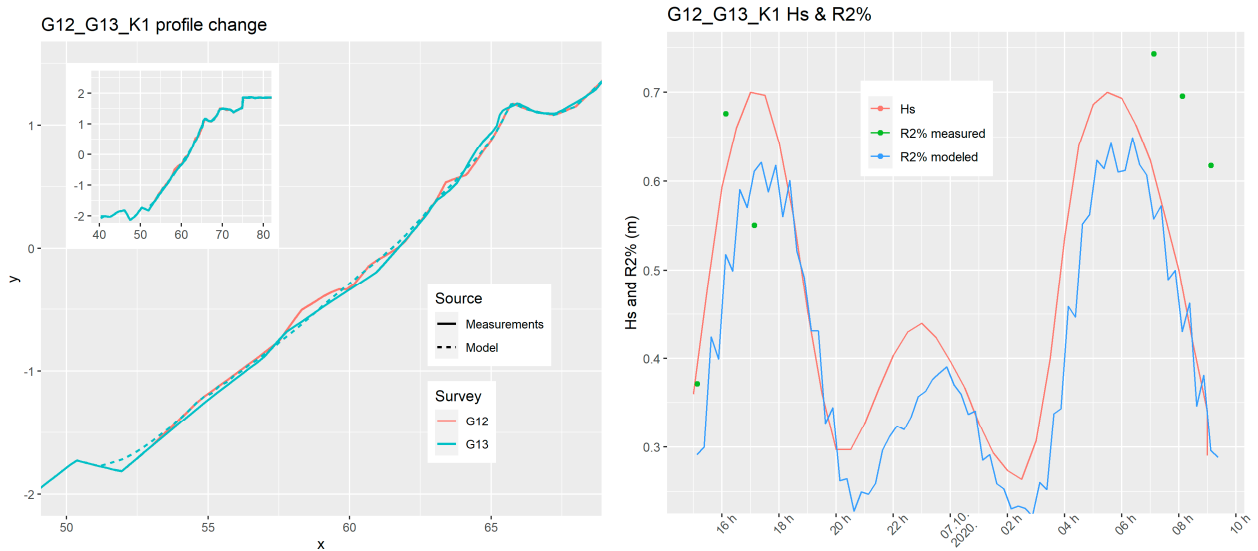 G12_G13_K1 profile change
y
1
0
-1
-2
2
1
0
-1
-2
40
50
60
70
80
Source
Measurements
Model
Survey
G12
G13
50
55
60
65
x
G12_G13_K1 Hs & R2%
Hs and R2% (m)
0.7
0.6
0.5
0.4
0.3
Hs
R2% measured
R2% modeled
16 h
18 h
20 h
22 h
07.10.
2020.
02 h
04 h
06 h
08 h
10 h